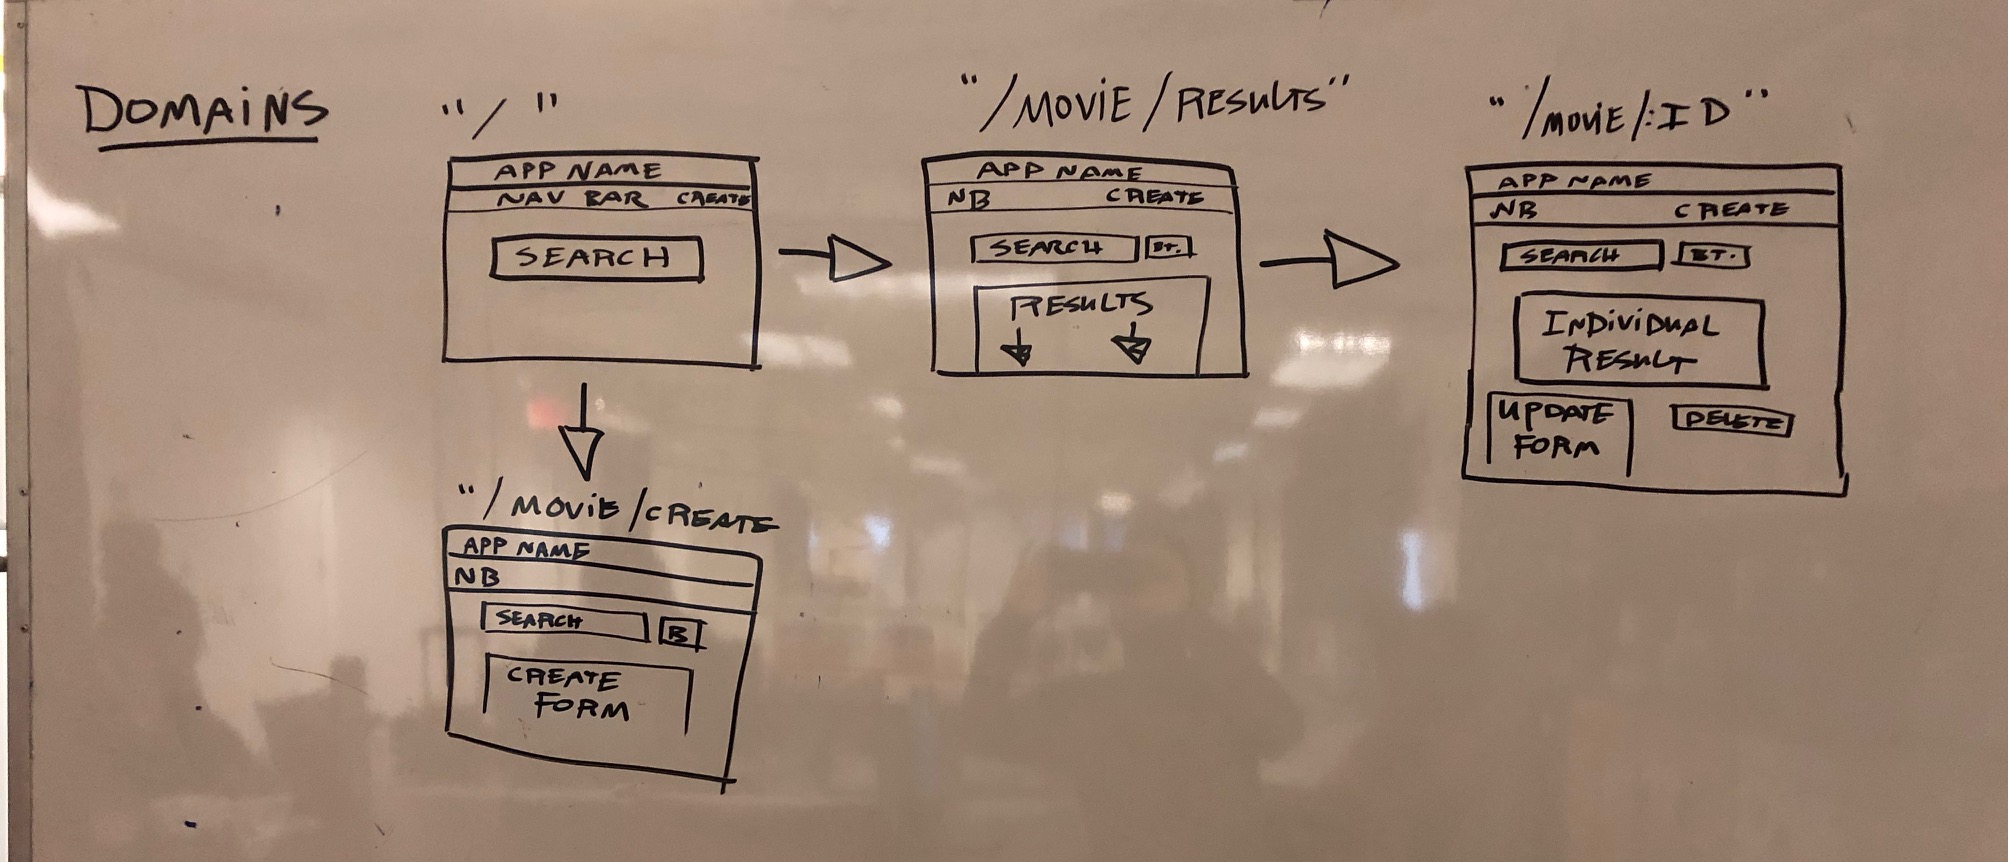 DOMAINS
"/"
APP NAME
NAV BAR CREATE
SEARCH
"/MOVIE/RESULTS"
APP NAME
NB CREATE
SEARCH BT.
RESULTS
"/MOVIE/:ID"
APP NAME
NB CREATE
SEARCH BT.
INDIVIDUAL
RESULT
UPDATE
FORM
DELETE
"/MOVIE/CREATE
APP NAME
NB
SEARCH B
CREATE
FORM